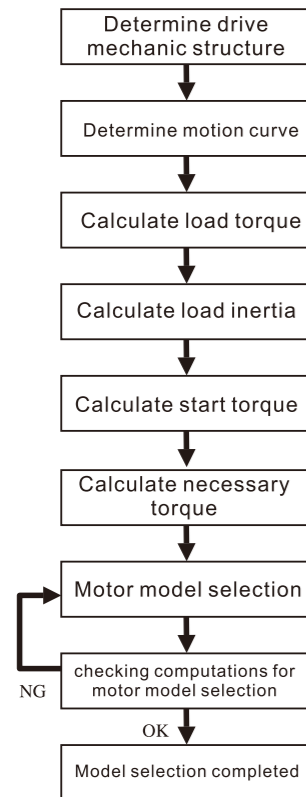 Determine drive
mechanic structure
Determine motion curve
Calculate load torque
Calculate load inertia
Calculate start torque
Calculate necessary
torque
Motor model selection
checking computations for
motor model selection
NG
OK
Model selection completed